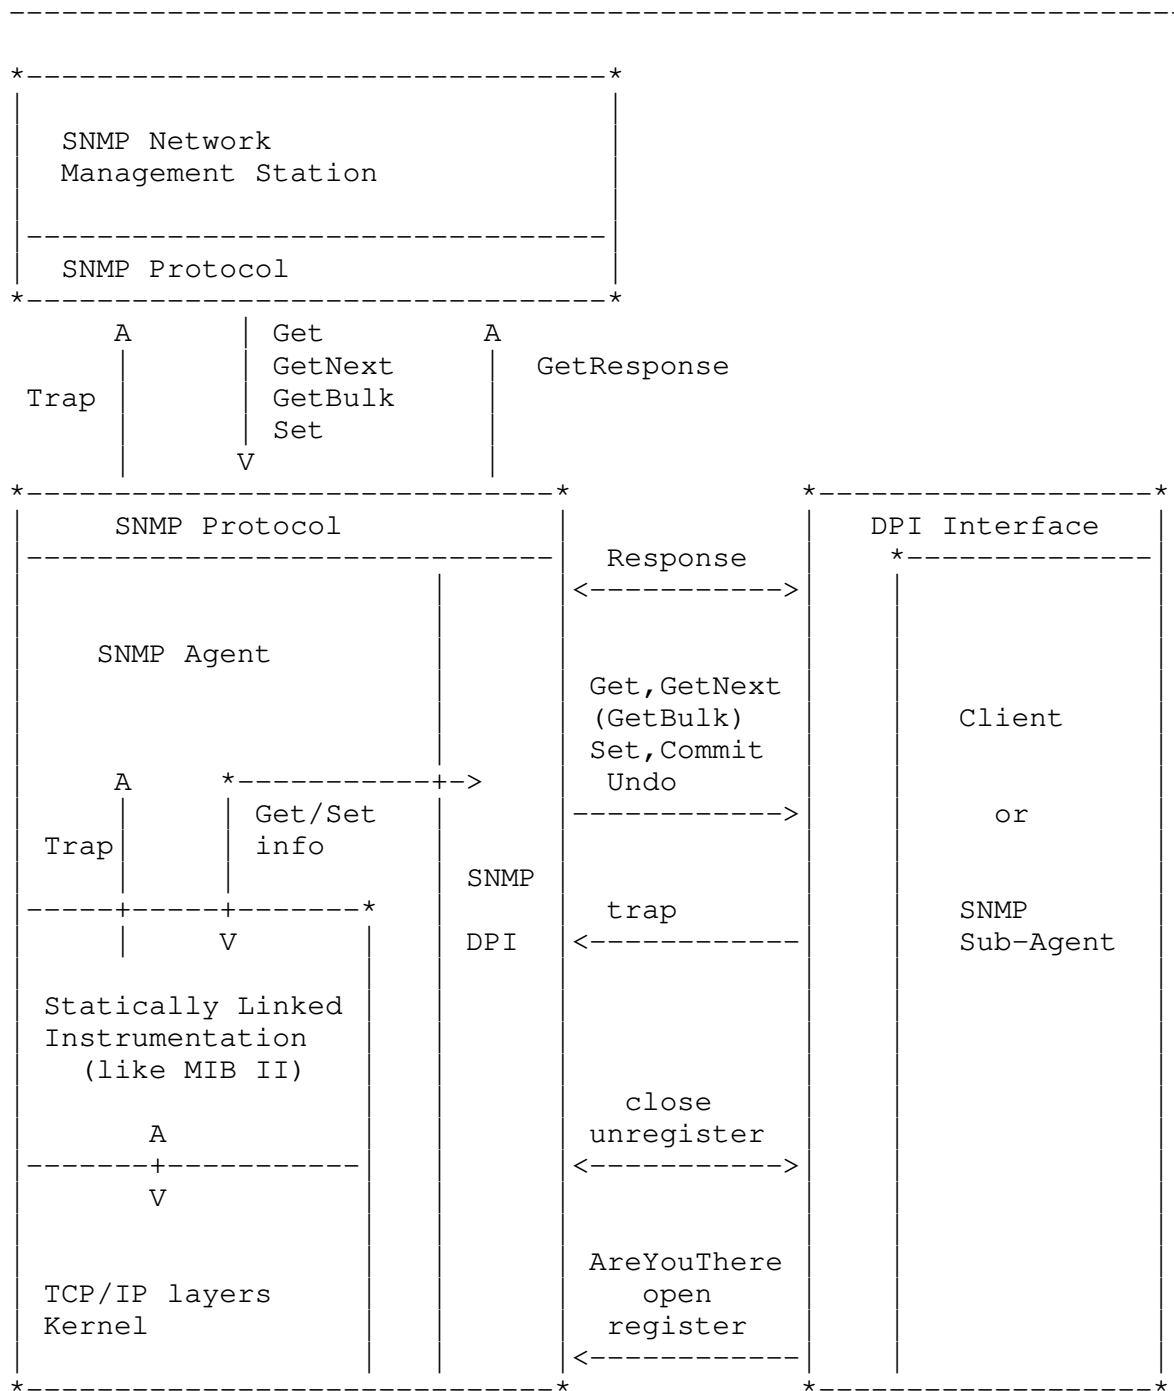 SNMP Network
Management Station
SNMP Protocol
A | Get A
| | GetNext | GetResponse
Trap | | GetBulk |
| | Set |
| V |
SNMP Protocol DPI Interface
Response
SNMP Agent
Get,GetNext
(GetBulk) Client
Set,Commit
A Undo
Get/Set or
Trap info
SNMP
trap SNMP
V DPI Sub-Agent
Statically Linked
Instrumentation
(like MIB II)
close
A unregister
V
AreYouThere
TCP/IP layers open
Kernel register